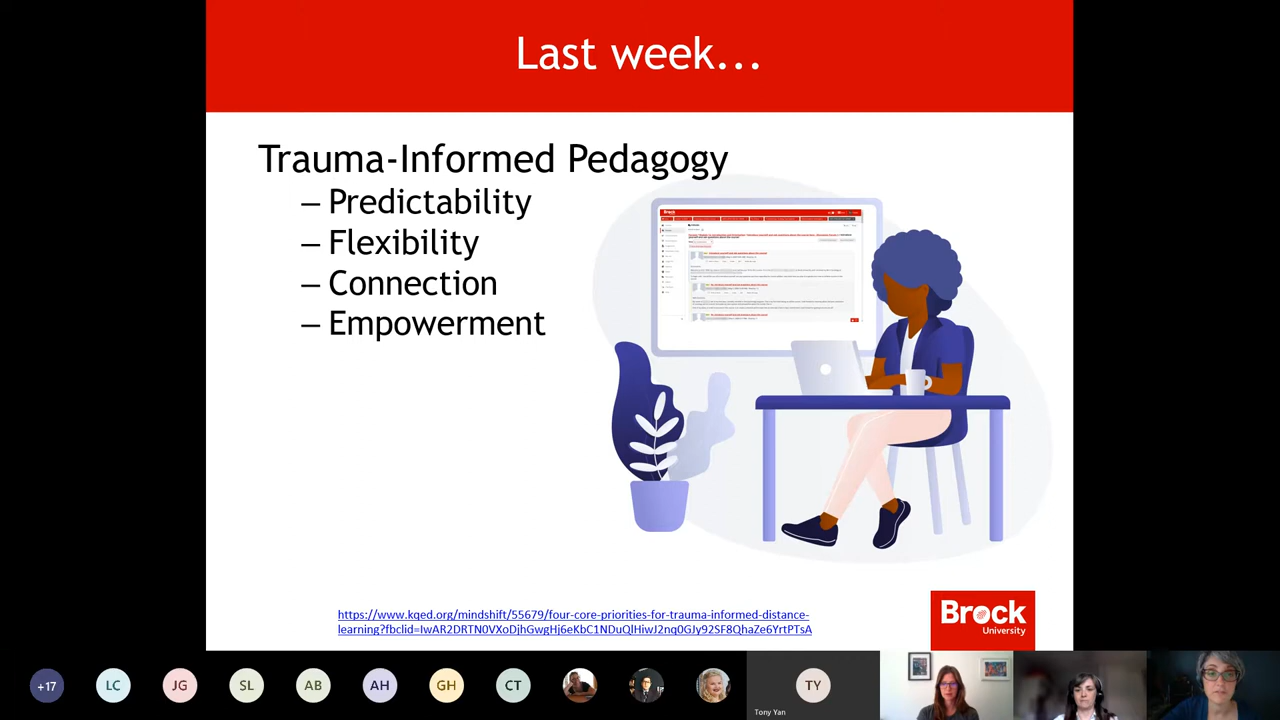 Last week...
Trauma-Informed Pedagogy
– Predictability
– Flexibility
– Connection
– Empowerment
Brock
https://www.kqed.org/mindshift/55679/four-core-priorities-for-trauma-informed-distance-
learning?fbclid=IwAR2DRTN0VXoDjhGwgHj6eKbC1NDuQlHiwJ2nq0GJy92SF8QhaZe6YrtPTsA
Brock
University
+17
LC
JG
SL
AB
AH
GH
CT
TY
Tony Yan